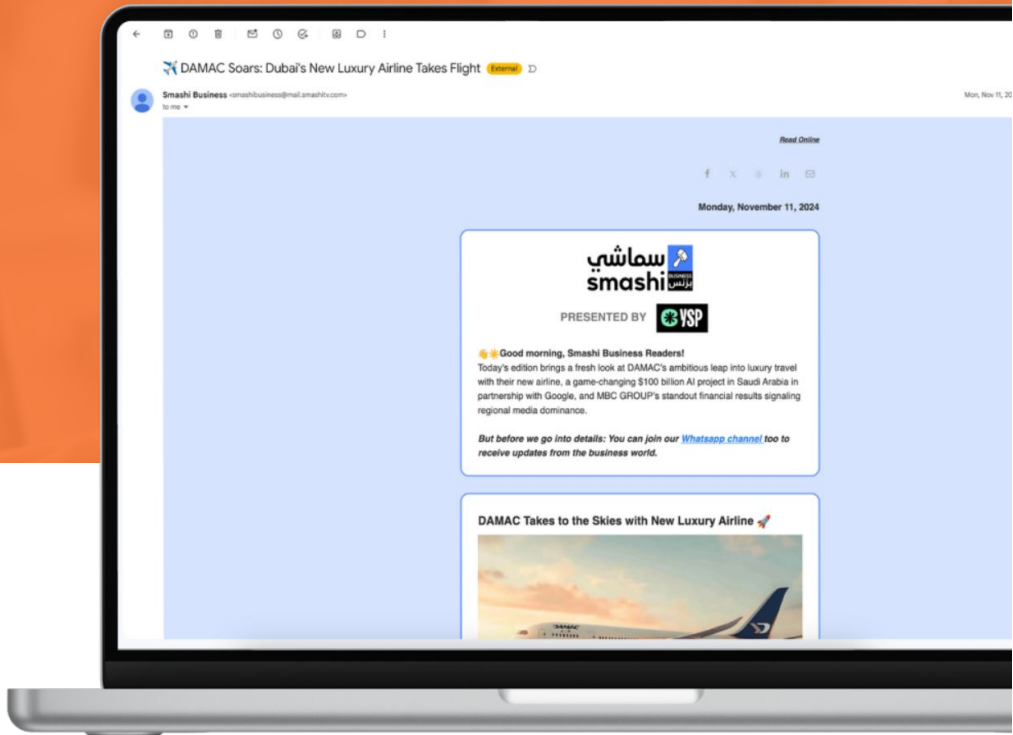 DAMAC Soars: Dubai's New Luxury Airline Takes Flight External
Smashi Business <smashibusiness@mail.smashitv.com>
to me
Mon, Nov 11, 20
Read Online
Monday, November 11, 2024
سماشي
smashi BUSINESS بزنس
PRESENTED BY YSP
👋☀️Good morning, Smashi Business Readers!
Today's edition brings a fresh look at DAMAC's ambitious leap into luxury travel
with their new airline, a game-changing $100 billion AI project in Saudi Arabia in
partnership with Google, and MBC GROUP's standout financial results signaling
regional media dominance.
But before we go into details: You can join our Whatsapp channel too to
receive updates from the business world.
DAMAC Takes to the Skies with New Luxury Airline 🚀
DAMAC